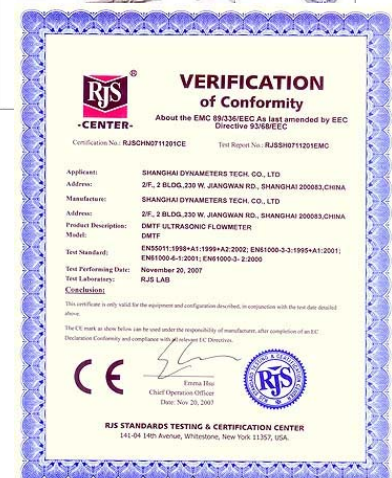 RJS
®
-CENTER-
VERIFICATION
of Conformity
About the EMC 89/336/EEC As last amended by EEC
Directive 93/68/EEC
Certification No.: RJSCHN0711201CE
Test Report No.: RJSSH0711201EMC
Applicant: SHANGHAI DYNAMETERS TECH. CO., LTD
Address: 2/F., 2 BLDG,230 W. JIANGWAN RD., SHANGHAI 200083,CHINA
Manufacture: SHANGHAI DYNAMETERS TECH. CO., LTD
Address: 2/F., 2 BLDG,230 W. JIANGWAN RD., SHANGHAI 200083,CHINA
Product Description: DMTF ULTRASONIC FLOWMETER
Model: DMTF
Test Standard: EN55011:1998+A1:1999+A2:2002; EN61000-3-3:1995+A1:2001;
EN61000-6-1:2001; EN61000-3- 2:2000
Test Performing Date: November 20, 2007
Test Laboratory: RJS LAB
Conclusion:
This certificate is only valid for the equipment and configuration described, in conjunction with the test date detailed
above.
The CE mark as show below can be used under the responsibility of manufacturer, after completion of an EC
Declaration Conformity and compliance with all relevant EC Directives.
CE
Emma Hsu
Chief Operation Officer
Date: Nov 20, 2007
RJS
RJS STANDARDS TESTING & CERTIFICATION CENTER
141-04 14th Avenue, Whitestone, New York 11357, USA.